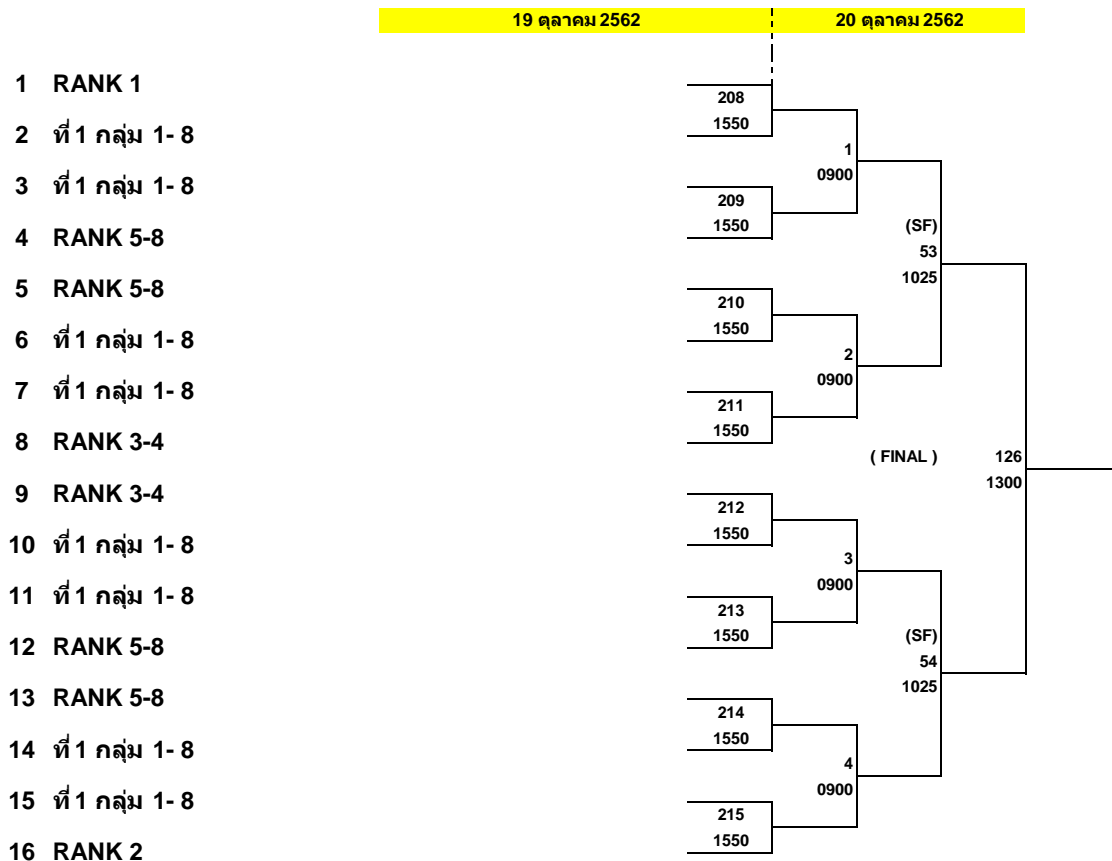 19 ตุลาคม 2562 20 ตุลาคม 2562
1 RANK 1
208
1550
2 ที่ 1 กลุ่ม 1- 8
1
0900
3 ที่ 1 กลุ่ม 1- 8
209
1550
4 RANK 5-8
(SF)
53
1025
5 RANK 5-8
210
1550
6 ที่ 1 กลุ่ม 1- 8
2
0900
7 ที่ 1 กลุ่ม 1- 8
211
1550
8 RANK 3-4
( FINAL ) 126
1300
9 RANK 3-4
212
1550
10 ที่ 1 กลุ่ม 1- 8
3
0900
11 ที่ 1 กลุ่ม 1- 8
213
1550
12 RANK 5-8
(SF)
54
1025
13 RANK 5-8
214
1550
14 ที่ 1 กลุ่ม 1- 8
4
0900
15 ที่ 1 กลุ่ม 1- 8
215
1550
16 RANK 2